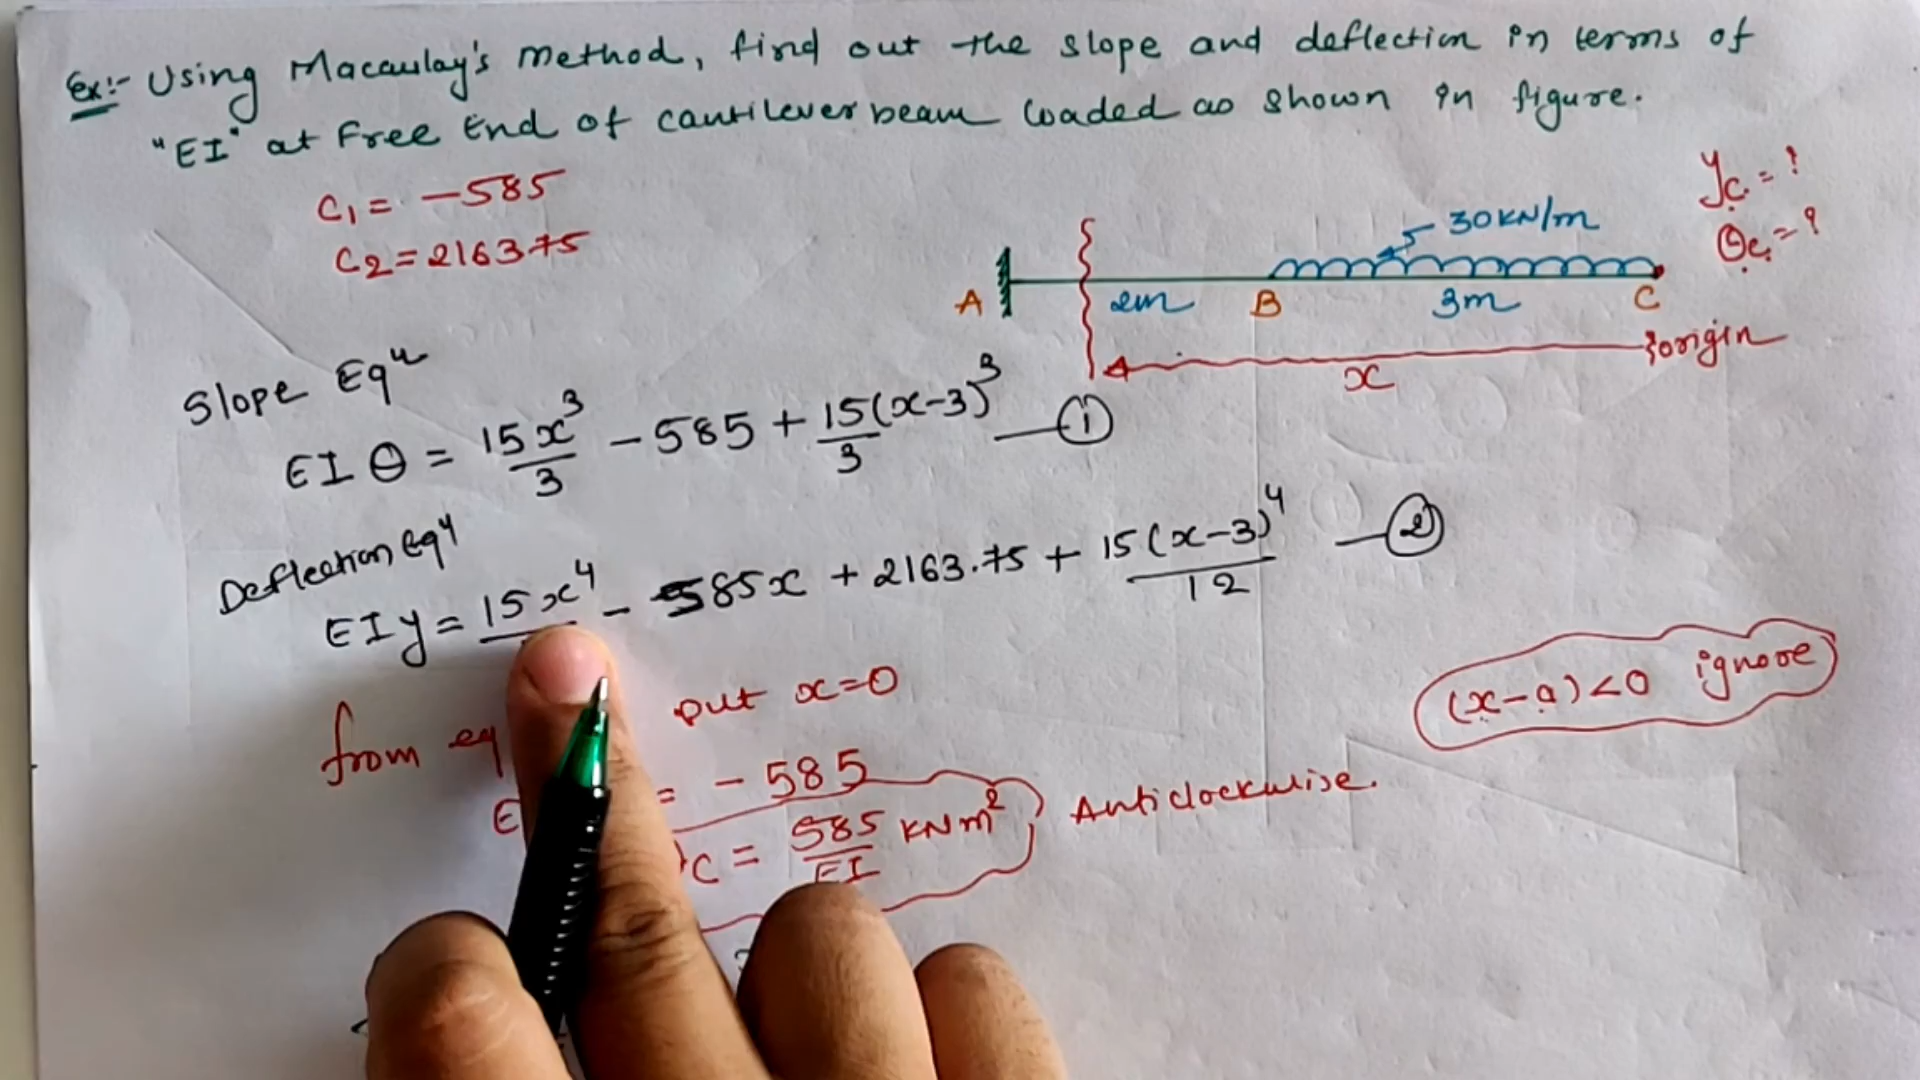 Ex:- Using Macaulay's Method, find out the slope and deflection in terms of
"EI" at Free End of cantilever beam loaded as shown in figure.
C₁ = -585
C₂ = 2163.75
30 KN/m
A 2m B 3m C
origin
x
yc = ?
θc = ?
Slope Eqn
EI θ = 15x³/3 - 585 + 15(x-3)³/3 — ①
Deflection Eqn
EI y = 15x⁴ - 585x + 2163.75 + 15(x-3)⁴/12 — ②
from eq put x=0
= - 585
c = 585/EI KNm² Anticlockwise.
(x-a)<0 ignore